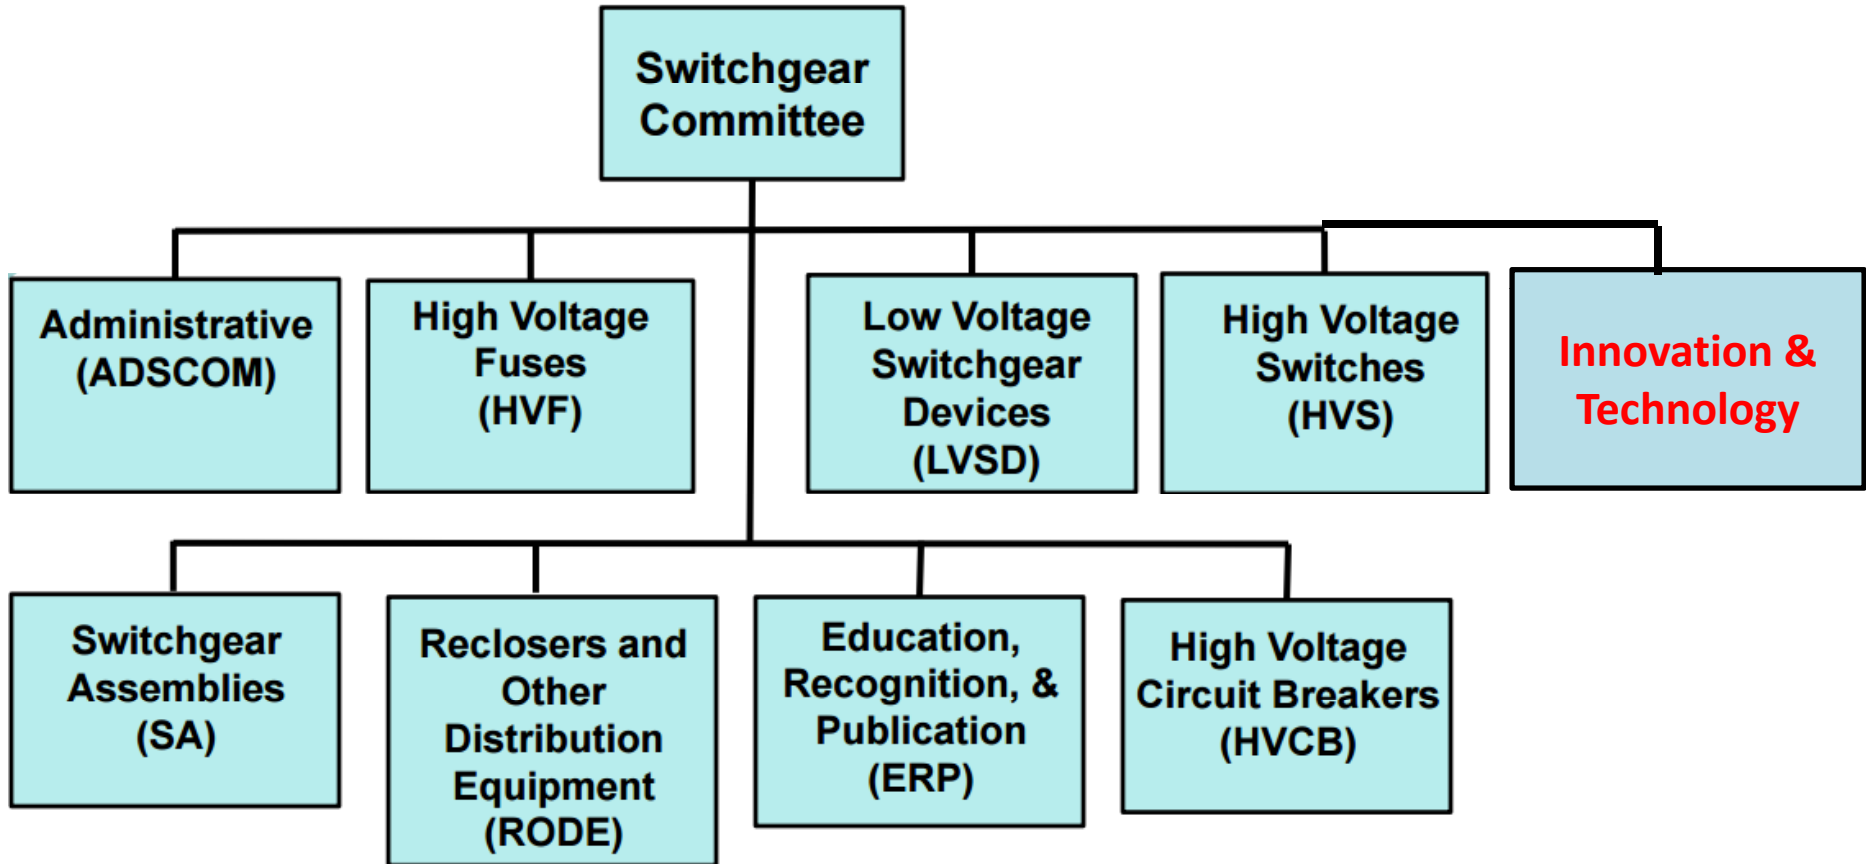 Switchgear
Committee
Administrative
(ADSCOM)
High Voltage
Fuses
(HVF)
Low Voltage
Switchgear
Devices
(LVSD)
High Voltage
Switches
(HVS)
Innovation &
Technology
Switchgear
Assemblies
(SA)
Reclosers and
Other
Distribution
Equipment
(RODE)
Education,
Recognition, &
Publication
(ERP)
High Voltage
Circuit Breakers
(HVCB)